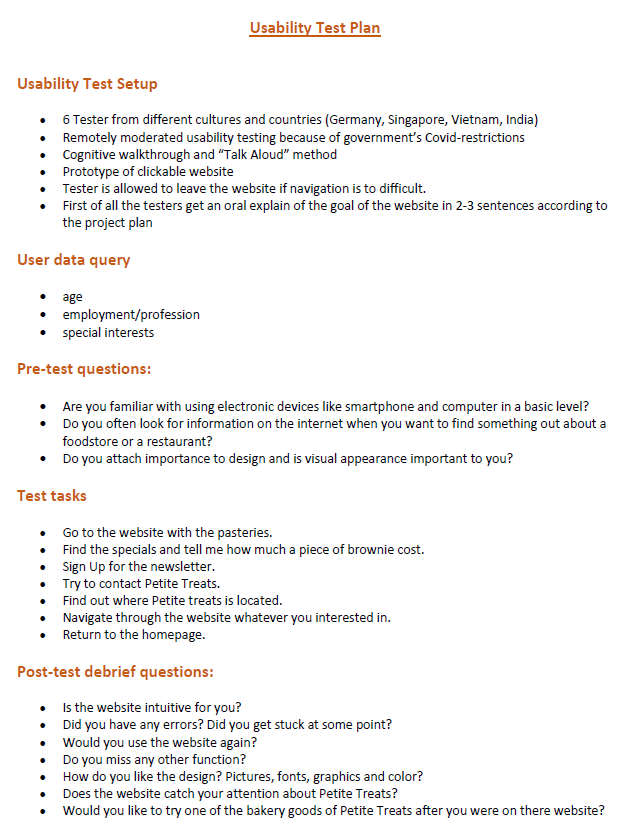 Usability Test Plan
Usability Test Setup
• 6 Tester from different cultures and countries (Germany, Singapore, Vietnam, India)
• Remotely moderated usability testing because of government's Covid-restrictions
• Cognitive walkthrough and “Talk Aloud” method
• Prototype of clickable website
• Tester is allowed to leave the website if navigation is to difficult.
• First of all the testers get an oral explain of the goal of the website in 2-3 sentences according to
the project plan
User data query
• age
• employment/profession
• special interests
Pre-test questions:
• Are you familiar with using electronic devices like smartphone and computer in a basic level?
• Do you often look for information on the internet when you want to find something out about a
foodstore or a restaurant?
• Do you attach importance to design and is visual appearance important to you?
Test tasks
• Go to the website with the pasteries.
• Find the specials and tell me how much a piece of brownie cost.
• Sign Up for the newsletter.
• Try to contact Petite Treats.
• Find out where Petite treats is located.
• Navigate through the website whatever you interested in.
• Return to the homepage.
Post-test debrief questions:
• Is the website intuitive for you?
• Did you have any errors? Did you get stuck at some point?
• Would you use the website again?
• Do you miss any other function?
• How do you like the design? Pictures, fonts, graphics and color?
• Does the website catch your attention about Petite Treats?
• Would you like to try one of the bakery goods of Petite Treats after you were on there website?